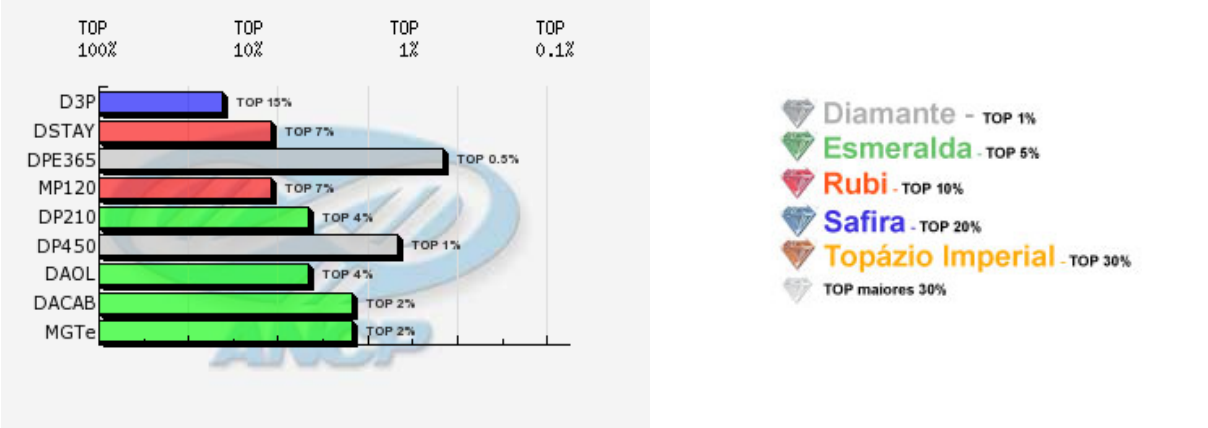 TOP TOP TOP TOP
100% 10% 1% 0.1%
D3P TOP 15%
DSTAY TOP 7%
DPE365 TOP 0.5%
MP120 TOP 7%
DP210 TOP 4%
DP450 TOP 1%
DAOL TOP 4%
DACAB TOP 2%
MGTe TOP 2%
ANCP
Diamante - TOP 1%
Esmeralda - TOP 5%
Rubi - TOP 10%
Safira - TOP 20%
Topázio Imperial - TOP 30%
TOP maiores 30%